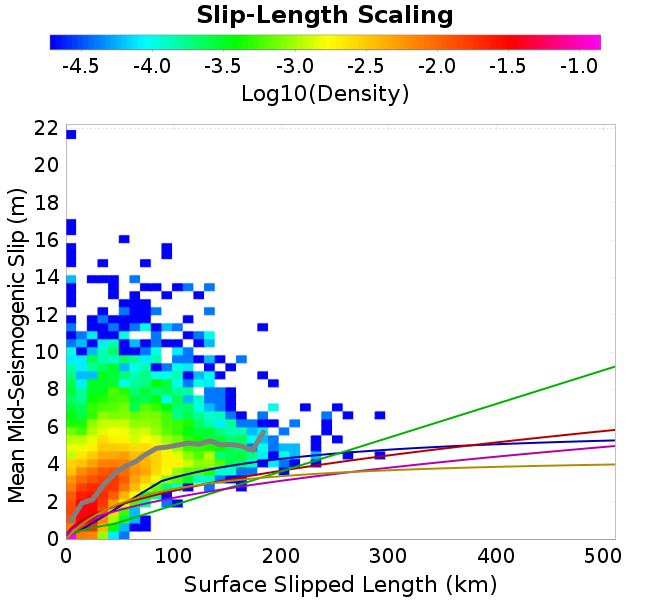 Slip-Length Scaling
-4.5 -4.0 -3.5 -3.0 -2.5 -2.0 -1.5 -1.0
Log10(Density)
Mean Mid-Seismogenic Slip (m)
22
20
18
16
14
12
10
8
6
4
2
0
0 100 200 300 400 500
Surface Slipped Length (km)